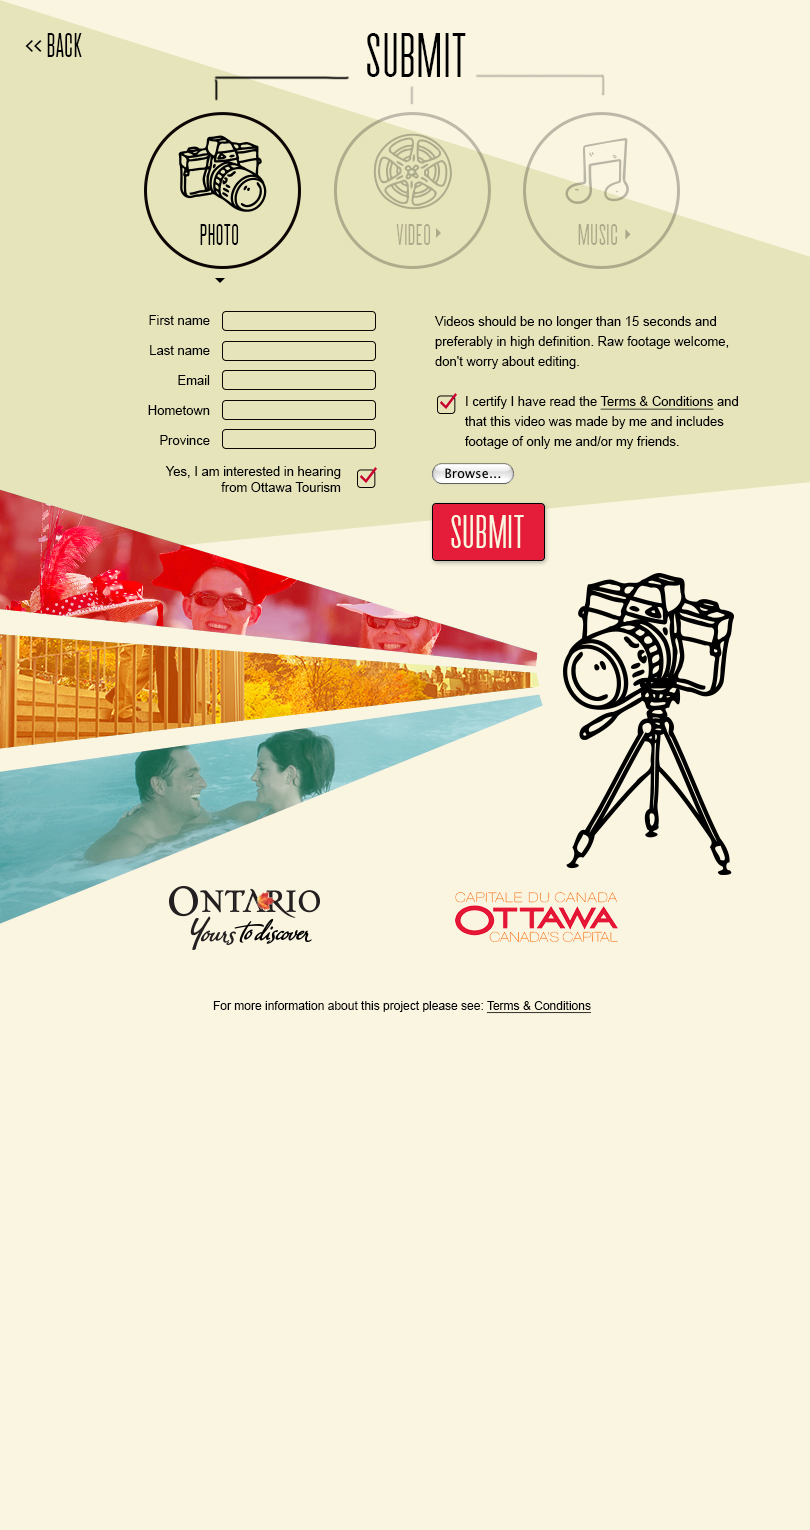 << BACK
SUBMIT
PHOTO
VIDEO
MUSIC
First name
Last name
Email
Hometown
Province
Yes, I am interested in hearing
from Ottawa Tourism
Videos should be no longer than 15 seconds and
preferably in high definition. Raw footage welcome,
don't worry about editing.
I certify I have read the Terms & Conditions and
that this video was made by me and includes
footage of only me and/or my friends.
Browse...
SUBMIT
ONTARIO
Yours to discover
CAPITALE DU CANADA
OTTAWA
CANADA'S CAPITAL
For more information about this project please see: Terms & Conditions